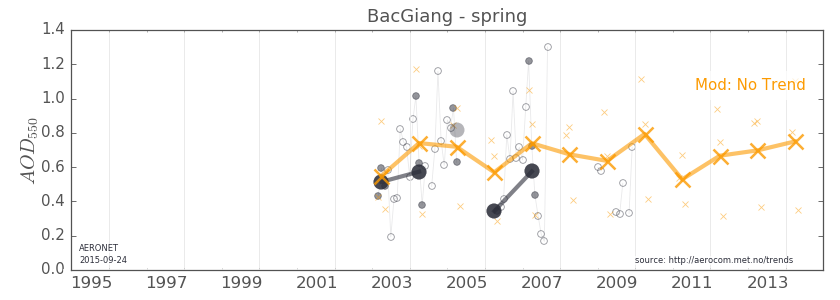 BacGiang - spring
1.4
1.2
1.0
0.8
0.6
0.4
0.2
0.0
AOD550
Mod: No Trend
AERONET
2015-09-24
source: http://aerocom.met.no/trends
1995 1997 1999 2001 2003 2005 2007 2009 2011 2013